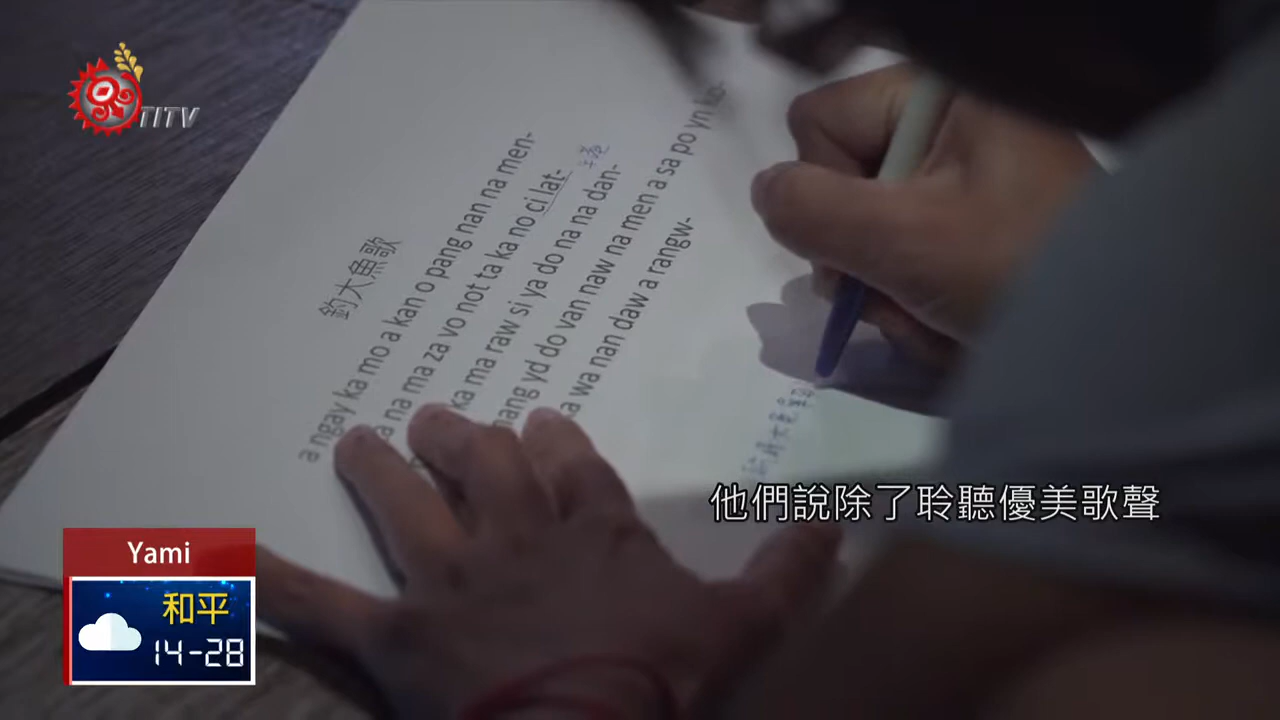 TITV
釣大魚歌
a ngay ka mo a kan o pang nan na men-
na ma za vo not ta ka no ci lat-
ka ma raw si ya do na na dan-
nang yd do van naw na men a sa po yn ka-
a wa nan daw a rangw-
他們說除了聆聽優美歌聲
Yami
和平
14-28